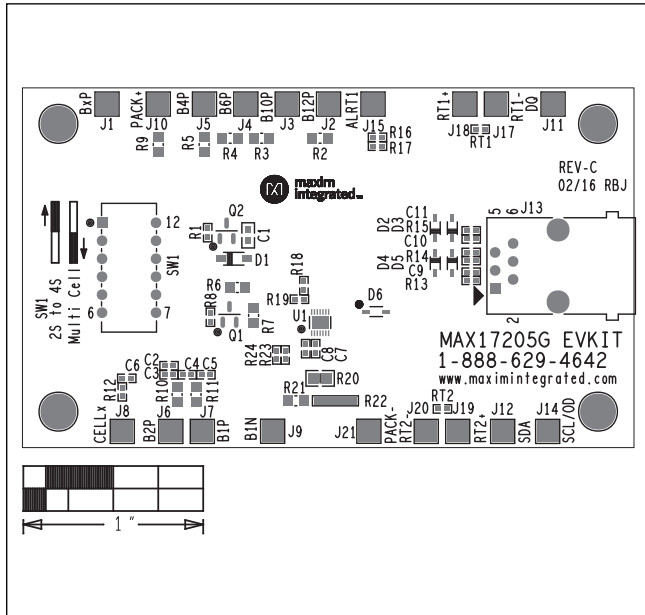 BxP PACK+ B4P B6P B10P B12P ALRT1 RT1+ RT1- DQ
J1 J10 J5 J4 J3 J2 J15 J18 J17 J11
R9 R5 R4 R3 R2 R16
R17
RT1
REV-C
02/16 RBJ
maxim
integrated™
12
SW1
6 7
SW1
2S to 4S
Multi Cell
R1 Q2 C1
D1
R6
R8 Q1 R7
R18
R19
U1
D6
D2 D3 C11
R15
C10
D4 D5 R14
C9
R13
5 6 J13
2
MAX17205G EVKIT
1-888-629-4642
www.maximintegrated.com
R24 R23 C8 C7
C2
C3 C4 C5
C6
R12 R10 R11
R20
R21 R22
RT2
CELLx J8 B2P J6 J7 B1P B1N J9 J21 PACK- RT2- J20 J19 RT2+ J12 SDA J14 SCL/OD
1 "